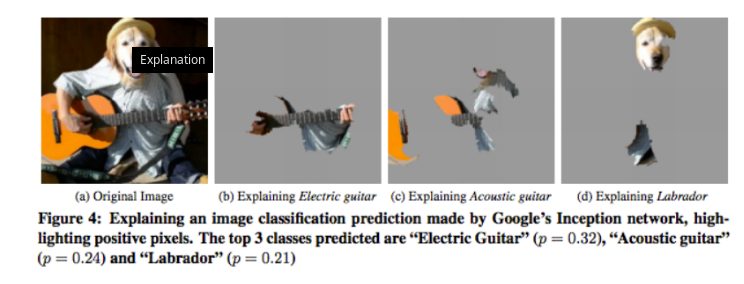 Explanation
(a) Original Image
(b) Explaining Electric guitar
(c) Explaining Acoustic guitar
(d) Explaining Labrador
Figure 4: Explaining an image classification prediction made by Google's Inception network, high-
lighting positive pixels. The top 3 classes predicted are "Electric Guitar" (p = 0.32), "Acoustic guitar"
(p = 0.24) and "Labrador" (p = 0.21)